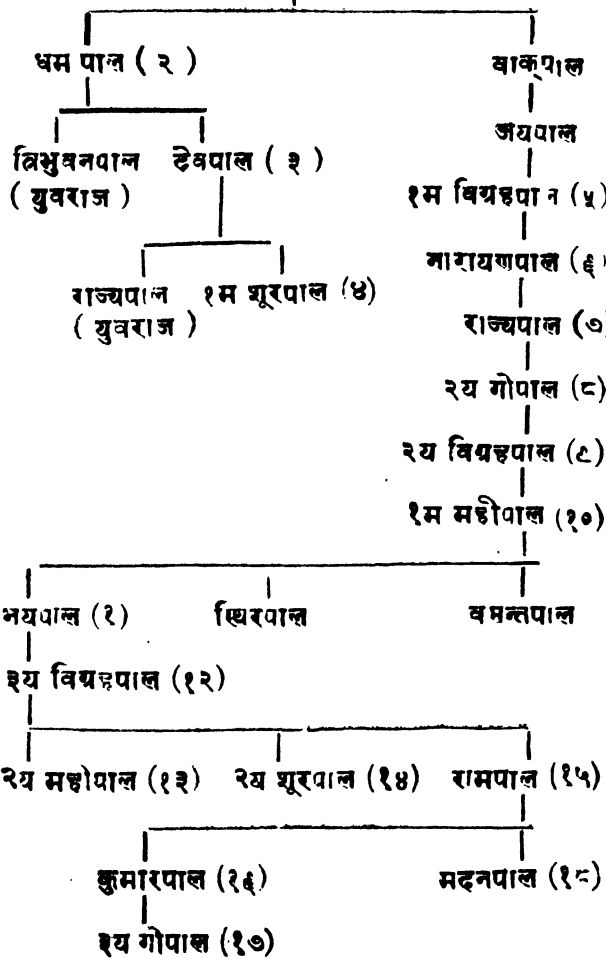 धर्मपाल ( २ ) वाक्पाल
जयपाल
त्रिभुवनपाल देवपाल ( ३ )
( युवराज ) १म विग्रहपाल (५)
नारायणपाल (६)
राज्यपाल १म शूरपाल (४)
( युवराज ) राज्यपाल (७)
२य गोपाल (८)
२य विग्रहपाल (९)
१म महीपाल (१०)
नयपाल (१) स्थिरपाल वसन्तपाल
३य विग्रहपाल (१२)
२य महीपाल (१३) २य शूरपाल (१४) रामपाल (१५)
कुमारपाल (१६) मदनपाल (१८)
३य गोपाल (१७)